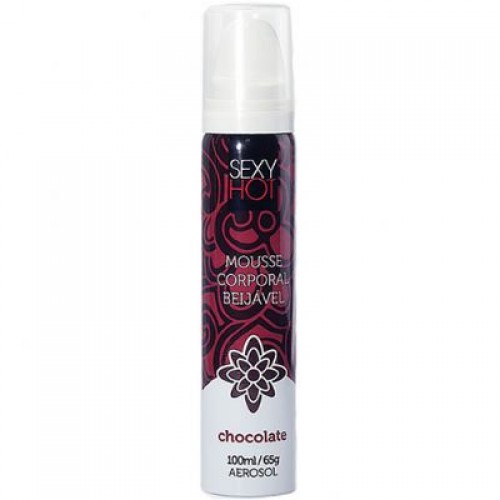 SEXY
HOT
MOUSSE
CORPORAL
BEIJÁVEL
chocolate
100ml / 65g
AEROSOL